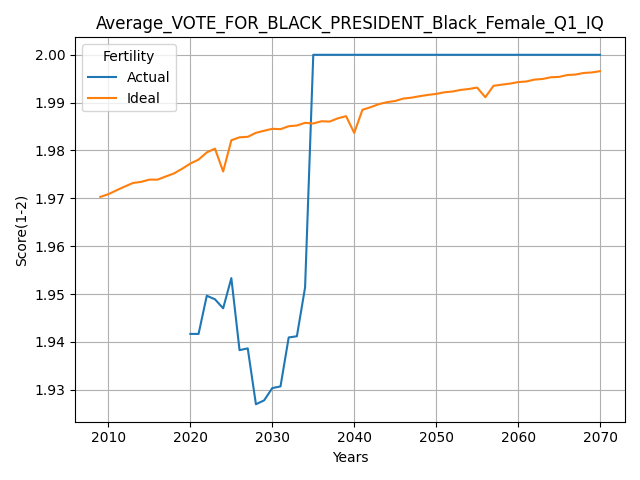 Average_VOTE_FOR_BLACK_PRESIDENT_Black_Female_Q1_IQ
Fertility
Actual
Ideal
Score(1-2)
2.00
1.99
1.98
1.97
1.96
1.95
1.94
1.93
2010 2020 2030 2040 2050 2060 2070
Years